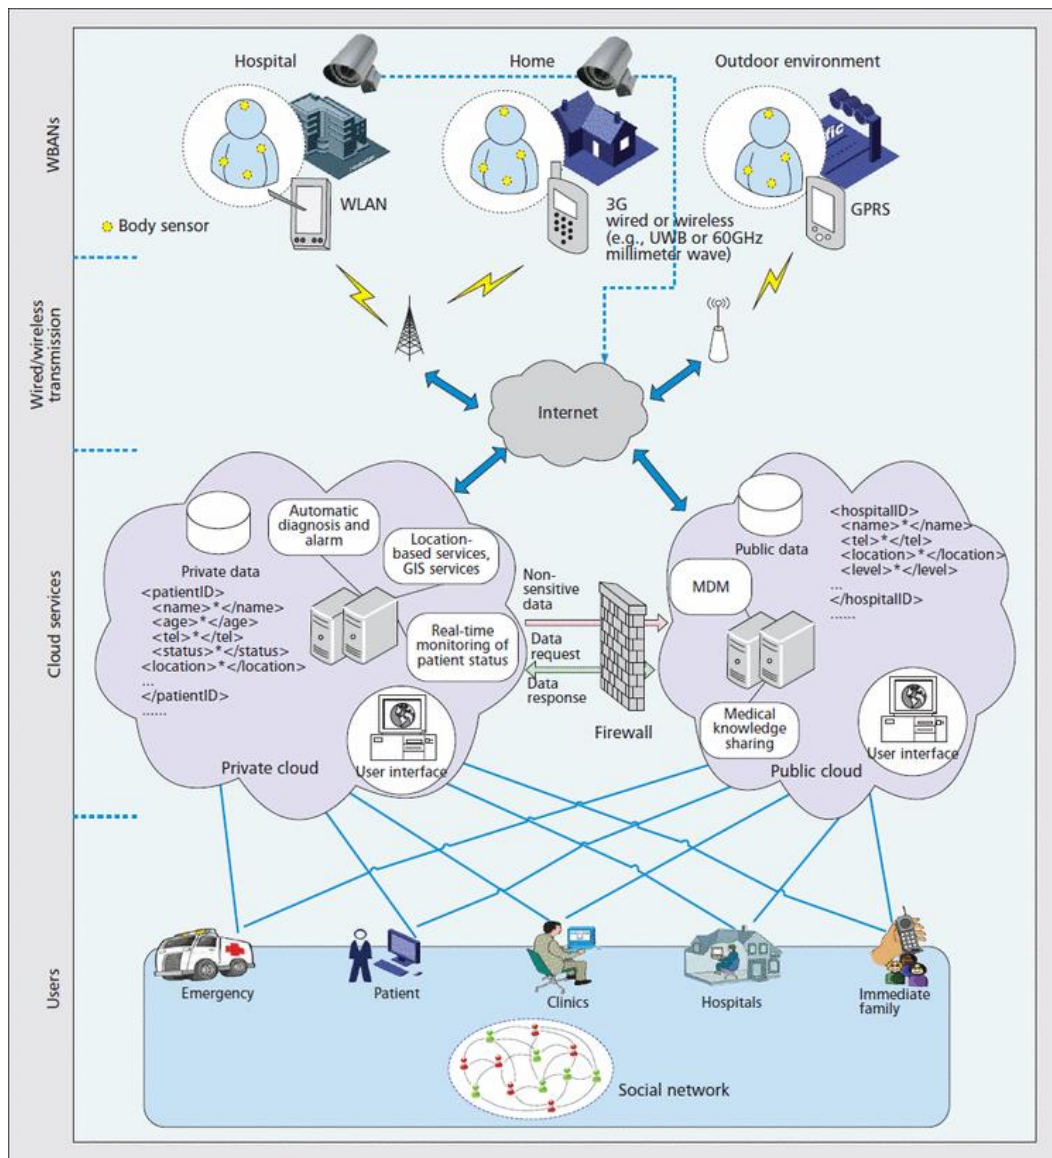 WBANs
Hospital
Home
Outdoor environment
WLAN
3G
wired or wireless
(e.g., UWB or 60GHz
millimeter wave)
GPRS
Body sensor
Wired/wireless
transmission
Internet
Cloud services
Private data
<patientID>
<name>*</name>
<age>*</age>
<tel>*</tel>
<status>*</status>
<location>*</location>
...
</patientID>
......
Automatic
diagnosis and
alarm
Location-
based services,
GIS services
Real-time
monitoring of
patient status
User interface
Private cloud
Non-
sensitive
data
Data
request
Data
response
Firewall
Public data
<hospitalID>
<name>*</name>
<tel>*</tel>
<location>*</location>
<level>*</level>
...
</hospitalID>
......
MDM
Medical
knowledge
sharing
User interface
Public cloud
Users
Emergency
Patient
Clinics
Hospitals
Immediate
family
Social network